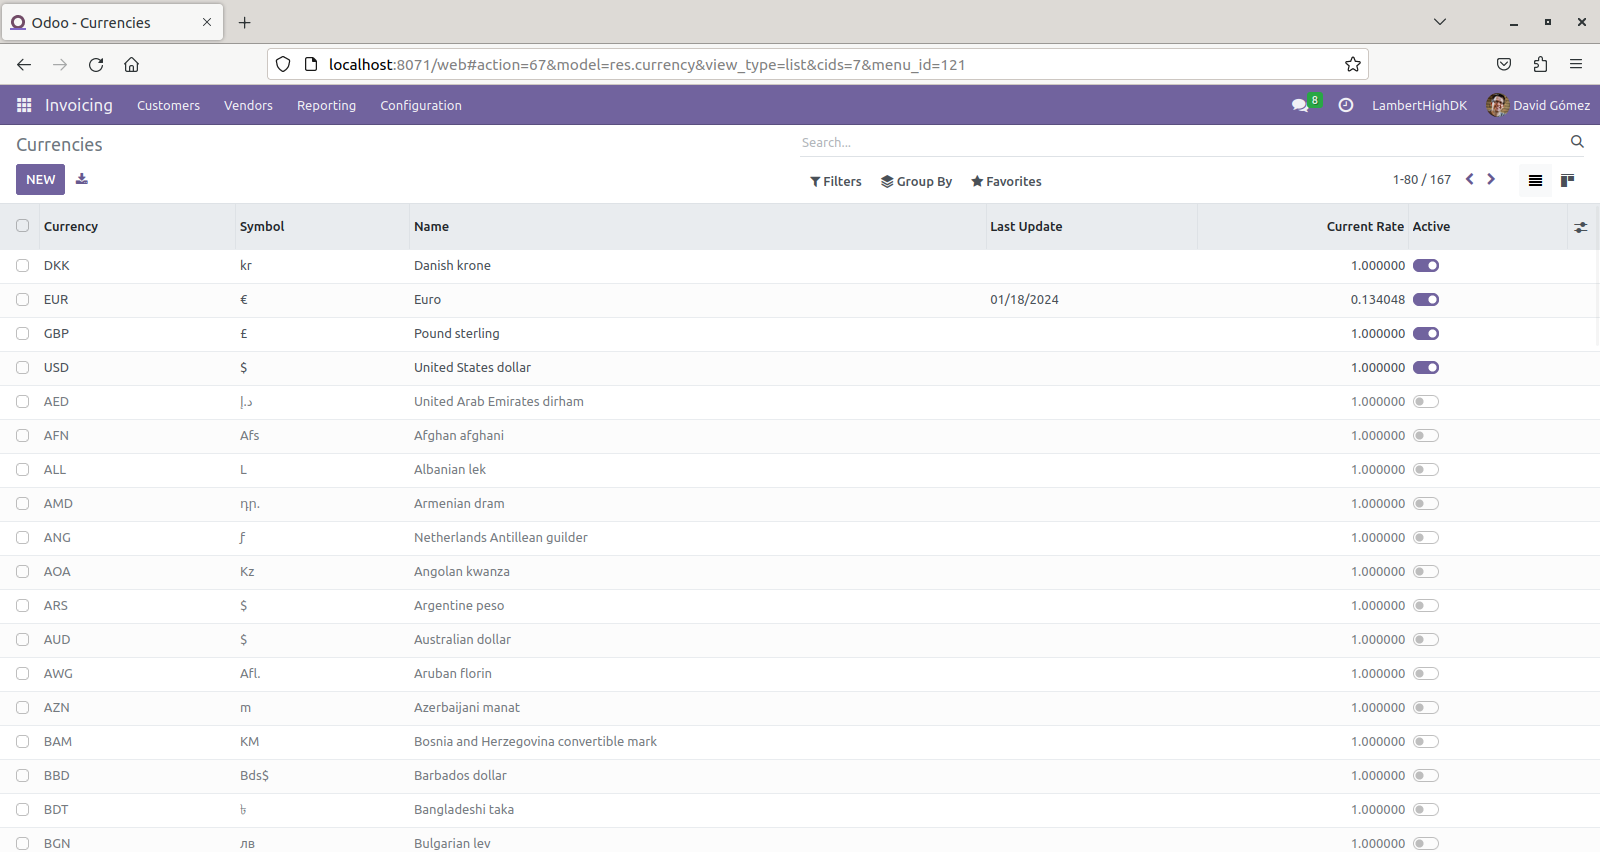 Odoo - Currencies
localhost:8071/web#action=67&model=res.currency&view_type=list&cids=7&menu_id=121
Invoicing Customers Vendors Reporting Configuration 8 LambertHighDK David Gómez
Currencies Search...
NEW Filters Group By Favorites 1-80 / 167
Currency Symbol Name Last Update Current Rate Active
DKK kr Danish krone 1.000000
EUR € Euro 01/18/2024 0.134048
GBP £ Pound sterling 1.000000
USD $ United States dollar 1.000000
AED د.إ United Arab Emirates dirham 1.000000
AFN Afs Afghan afghani 1.000000
ALL L Albanian lek 1.000000
AMD դր. Armenian dram 1.000000
ANG ƒ Netherlands Antillean guilder 1.000000
AOA Kz Angolan kwanza 1.000000
ARS $ Argentine peso 1.000000
AUD $ Australian dollar 1.000000
AWG Afl. Aruban florin 1.000000
AZN m Azerbaijani manat 1.000000
BAM KM Bosnia and Herzegovina convertible mark 1.000000
BBD Bds$ Barbados dollar 1.000000
BDT ৳ Bangladeshi taka 1.000000
BGN лв Bulgarian lev 1.000000